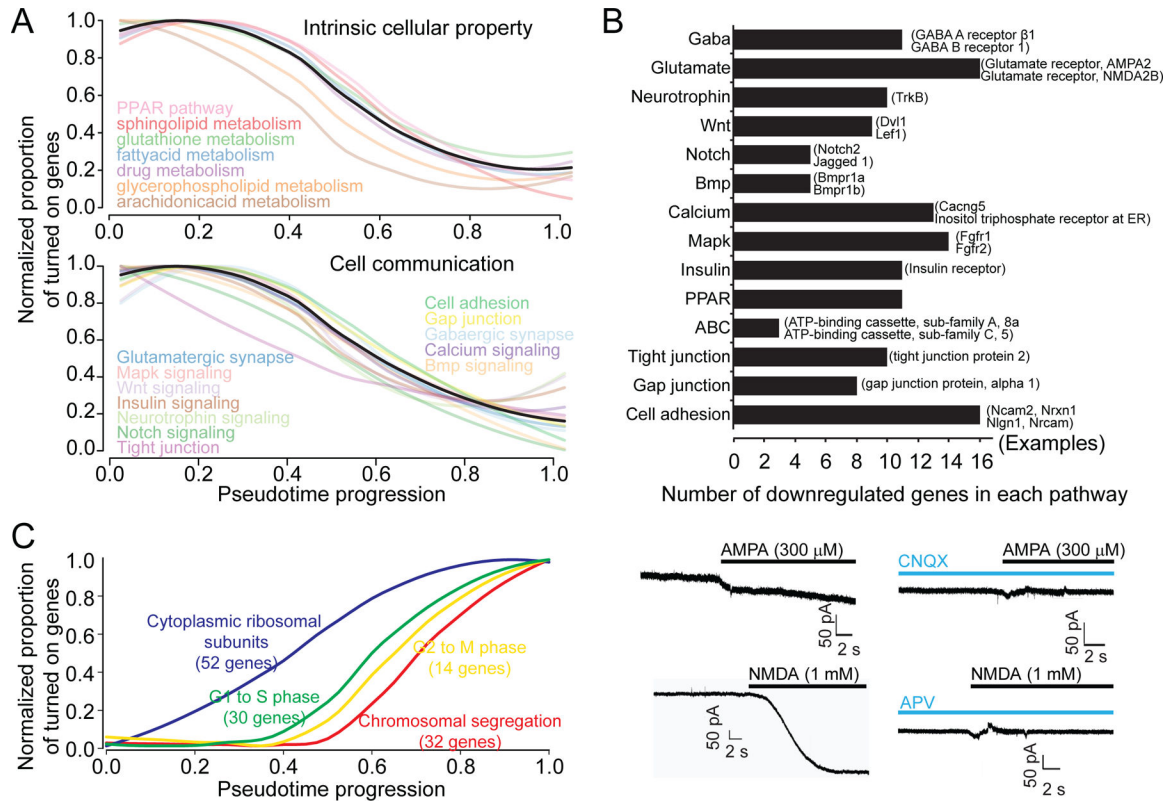 A
Intrinsic cellular property
Normalized proportion
of turned on genes
1.0
0.8
0.6
0.4
0.2
0.0
PPAR pathway
sphingolipid metabolism
glutathione metabolism
fattyacid metabolism
drug metabolism
glycerophospholipid metabolism
arachidonicacid metabolism
0.0 0.2 0.4 0.6 0.8 1.0
Cell communication
1.0
0.8
0.6
0.4
0.2
0.0
Cell adhesion
Gap junction
Gabaergic synapse
Calcium signaling
Bmp signaling
Glutamatergic synapse
Mapk signaling
Wnt signaling
Insulin signaling
Neurotrophin signaling
Notch signaling
Tight junction
0.0 0.2 0.4 0.6 0.8 1.0
Pseudotime progression
B
Gaba
(GABA A receptor β1
GABA B receptor 1)
Glutamate
(Glutamate receptor, AMPA2
Glutamate receptor, NMDA2B)
Neurotrophin
(TrkB)
Wnt
(Dvl1
Lef1)
Notch
(Notch2
Jagged 1)
Bmp
(Bmpr1a
Bmpr1b)
Calcium
(Cacng5
Inositol triphosphate receptor at ER)
Mapk
(Fgfr1
Fgfr2)
Insulin
(Insulin receptor)
PPAR
ABC
(ATP-binding cassette, sub-family A, 8a
ATP-binding cassette, sub-family C, 5)
Tight junction
(tight junction protein 2)
Gap junction
(gap junction protein, alpha 1)
Cell adhesion
(Ncam2, Nrxn1
Nlgn1, Nrcam)
(Examples)
0 2 4 6 8 10 12 14 16
Number of downregulated genes in each pathway
C
Normalized proportion
of turned on genes
1.0
0.8
0.6
0.4
0.2
0.0
Cytoplasmic ribosomal
subunits
(52 genes)
G2 to M phase
(14 genes)
G1 to S phase
(30 genes)
Chromosomal segregation
(32 genes)
0.0 0.2 0.4 0.6 0.8 1.0
Pseudotime progression
AMPA (300 µM)
50 pA
2 s
CNQX
AMPA (300 µM)
50 pA
2 s
NMDA (1 mM)
50 pA
2 s
APV
NMDA (1 mM)
50 pA
2 s